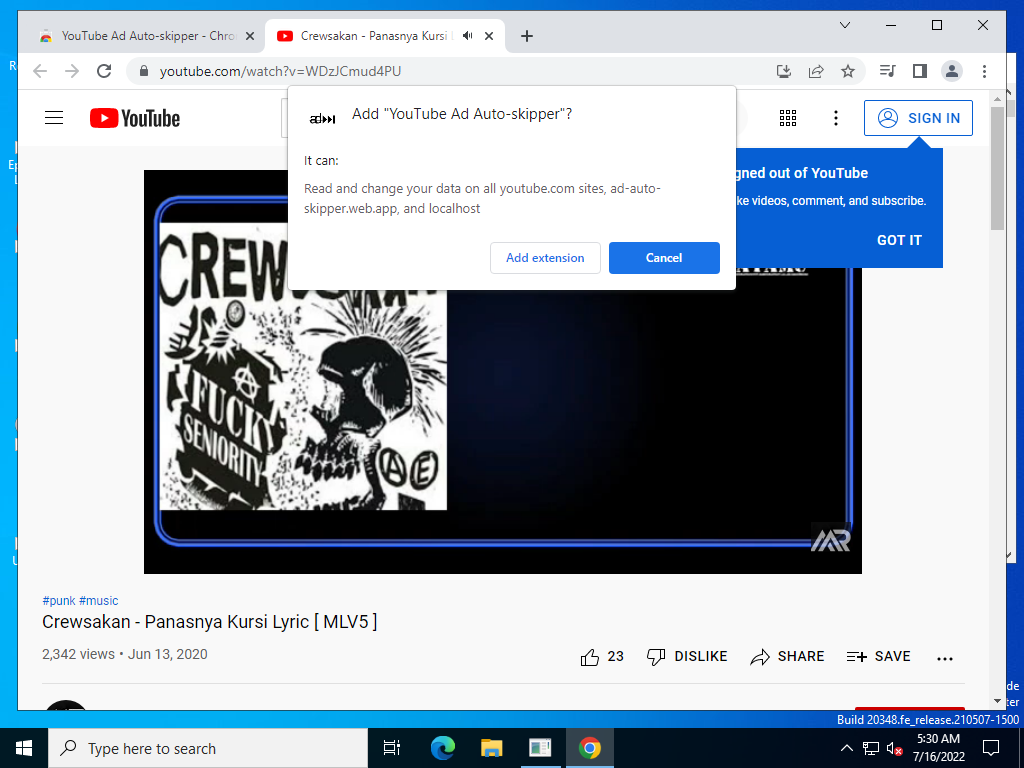 YouTube Ad Auto-skipper - Chro
Crewsakan - Panasnya Kursi L
youtube.com/watch?v=WDzJCmud4PU
YouTube
SIGN IN
Add "YouTube Ad Auto-skipper"?
It can:
Read and change your data on all youtube.com sites, ad-auto-
skipper.web.app, and localhost
Add extension
Cancel
gned out of YouTube
ke videos, comment, and subscribe.
GOT IT
FUCK
SENIORITY
A E
MR
#punk #music
Crewsakan - Panasnya Kursi Lyric [ MLV5 ]
2,342 views • Jun 13, 2020
23
DISLIKE
SHARE
SAVE
Build 20348.fe_release.210507-1500
Type here to search
5:30 AM
7/16/2022